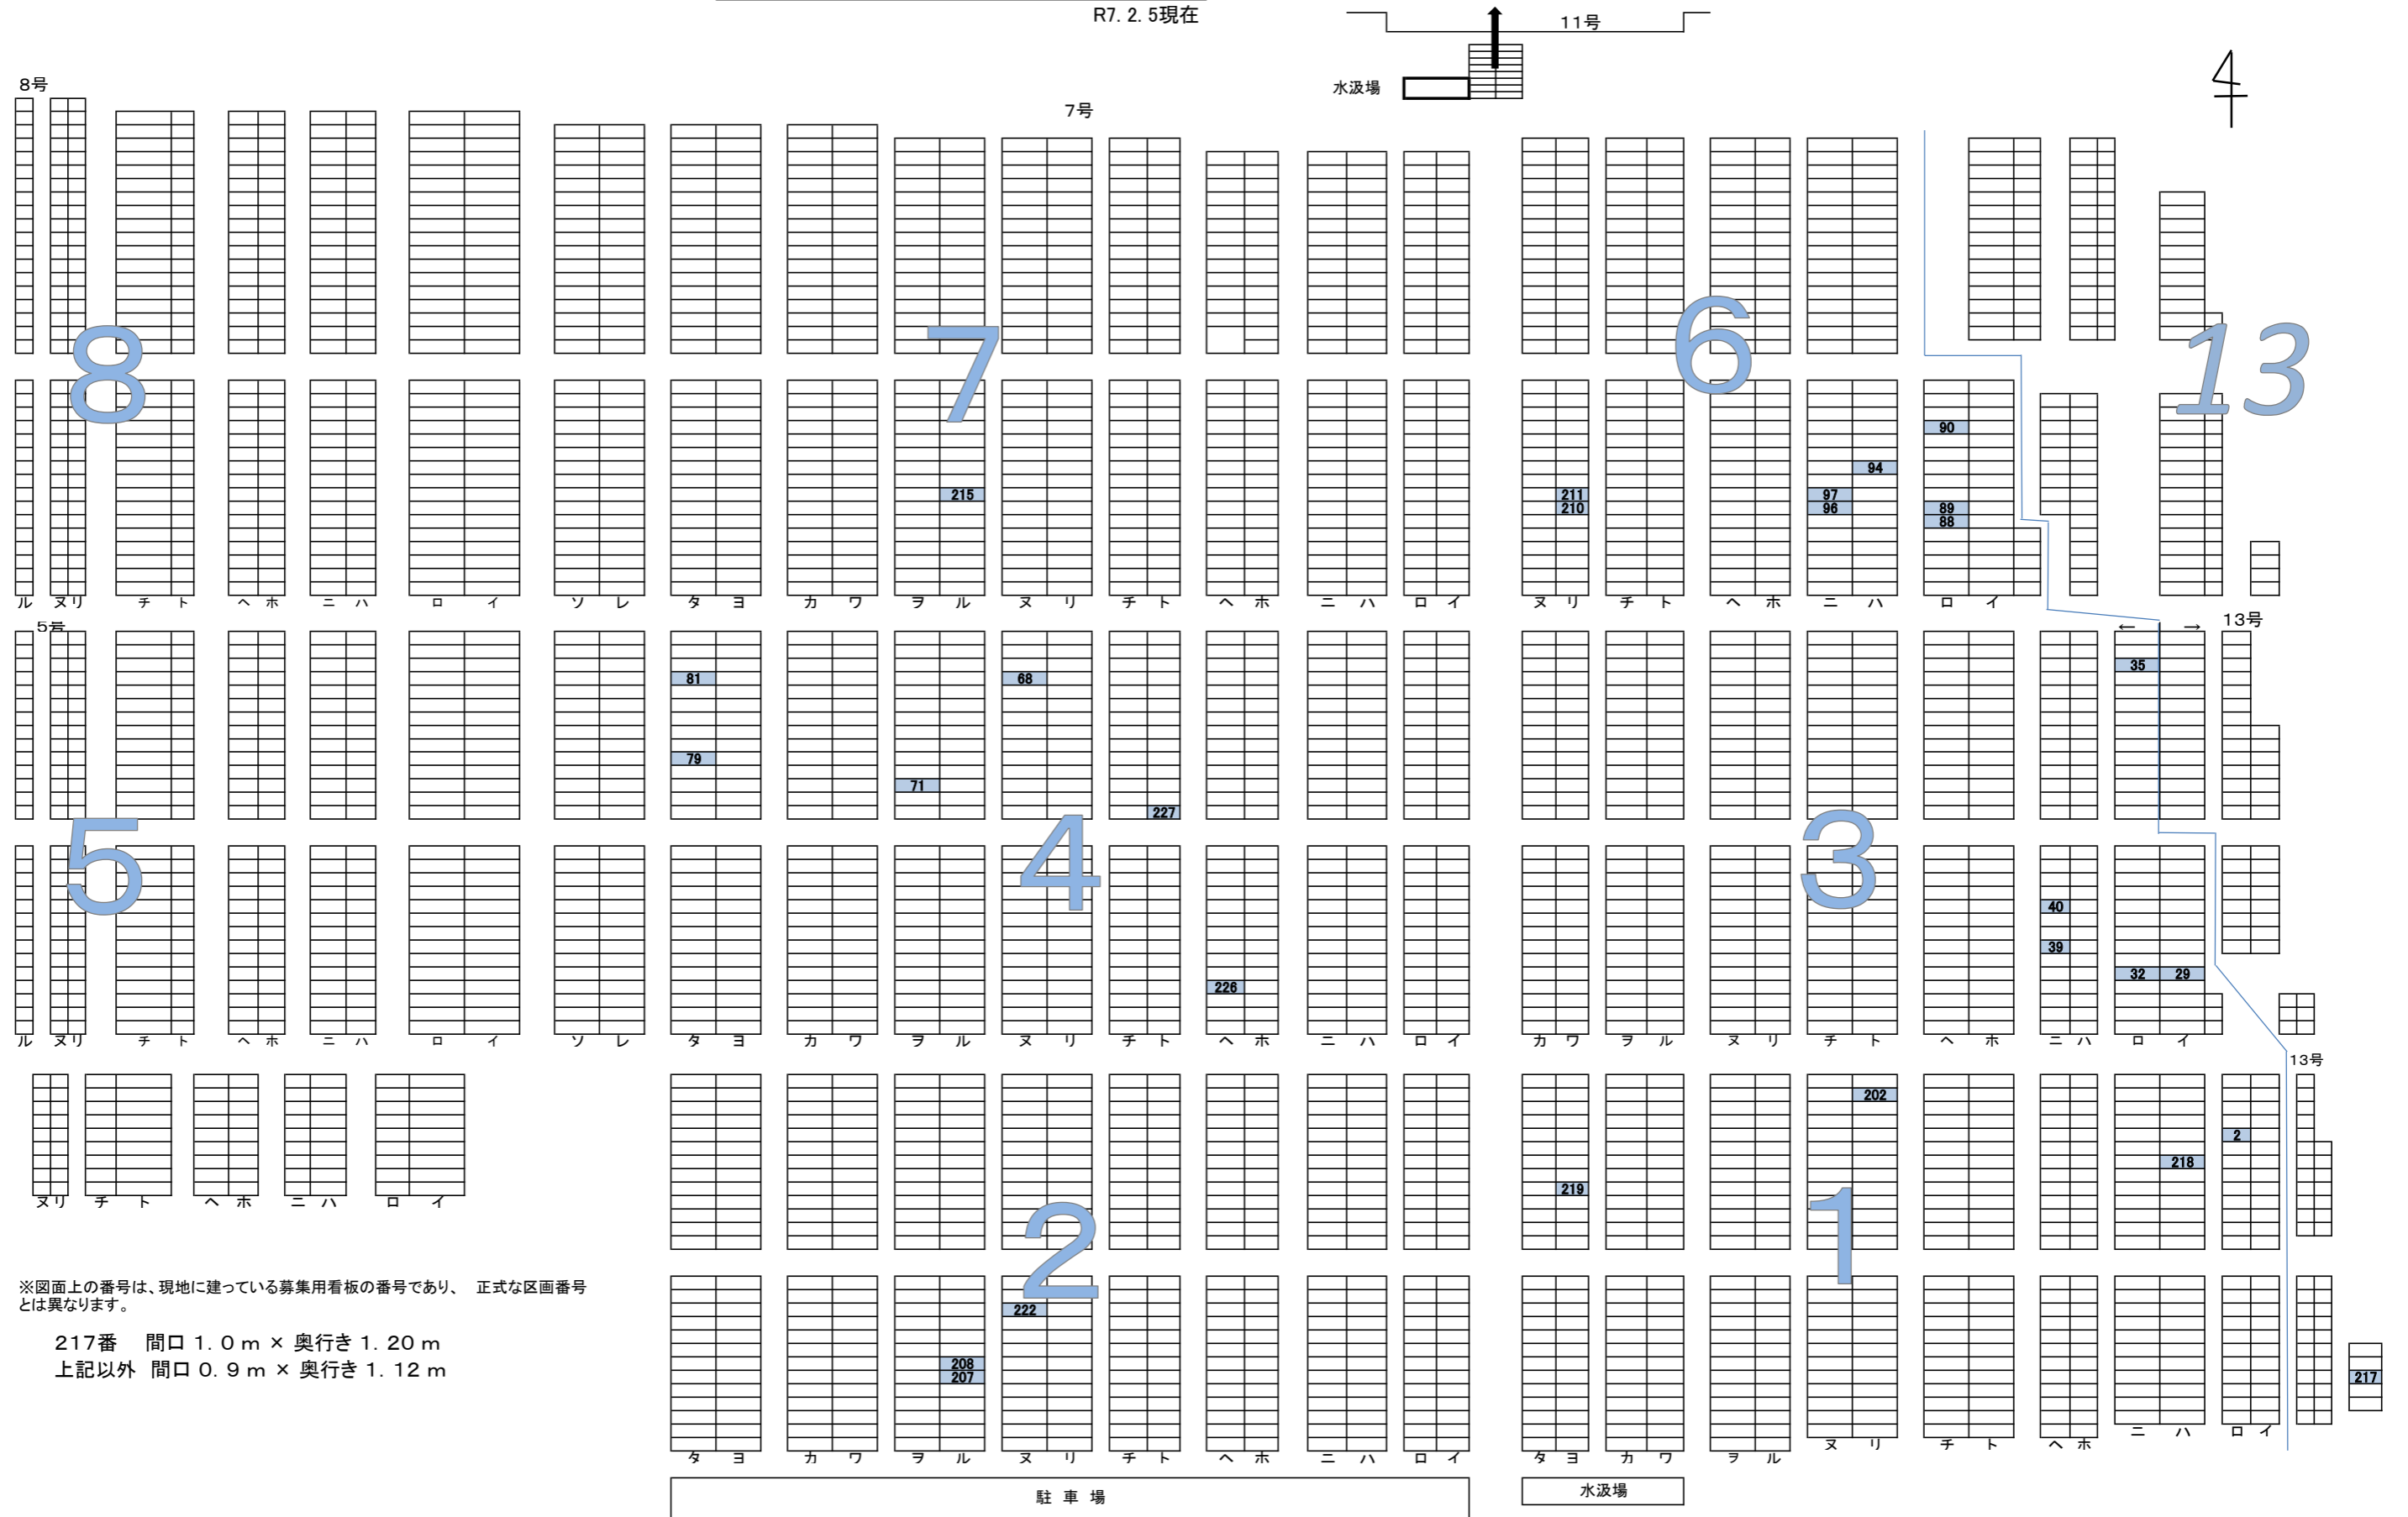 R7.2.5現在
11号
8号
水汲場
7号
8
7
6
13
90
94
215
211
97
210
96
89
88
ル ヌリ チ ト ヘ ホ ニ ハ ロ イ ソ レ タ ヨ カ ワ ヲ ル ヌ リ チ ト ヘ ホ ニ ハ ロ イ ヌ リ チ ト ヘ ホ ニ ハ ロ イ
5号
13号
← →
35
81
68
79
71
227
5
4
3
40
39
32 29
226
ル ヌリ チ ト ヘ ホ ニ ハ ロ イ ソ レ タ ヨ カ ワ ヲ ル ヌ リ チ ト ヘ ホ ニ ハ ロ イ カ ワ ヲ ル ヌ リ チ ト ヘ ホ ニ ハ ロ イ
13号
202
2
218
219
ヌリ チ ト ヘ ホ ニ ハ ロ イ
2
1
※図面上の番号は、現地に建っている募集用看板の番号であり、 正式な区画番号
とは異なります。
222
217番 間口1.0m×奥行き1.20m
上記以外 間口0.9m×奥行き1.12m
208
207
217
タ ヨ カ ワ ヲ ル ヌ リ チ ト ヘ ホ ニ ハ ロ イ タ ヨ カ ワ ヲ ル ヌ リ チ ト ヘ ホ ニ ハ ロ イ
駐 車 場
水汲場